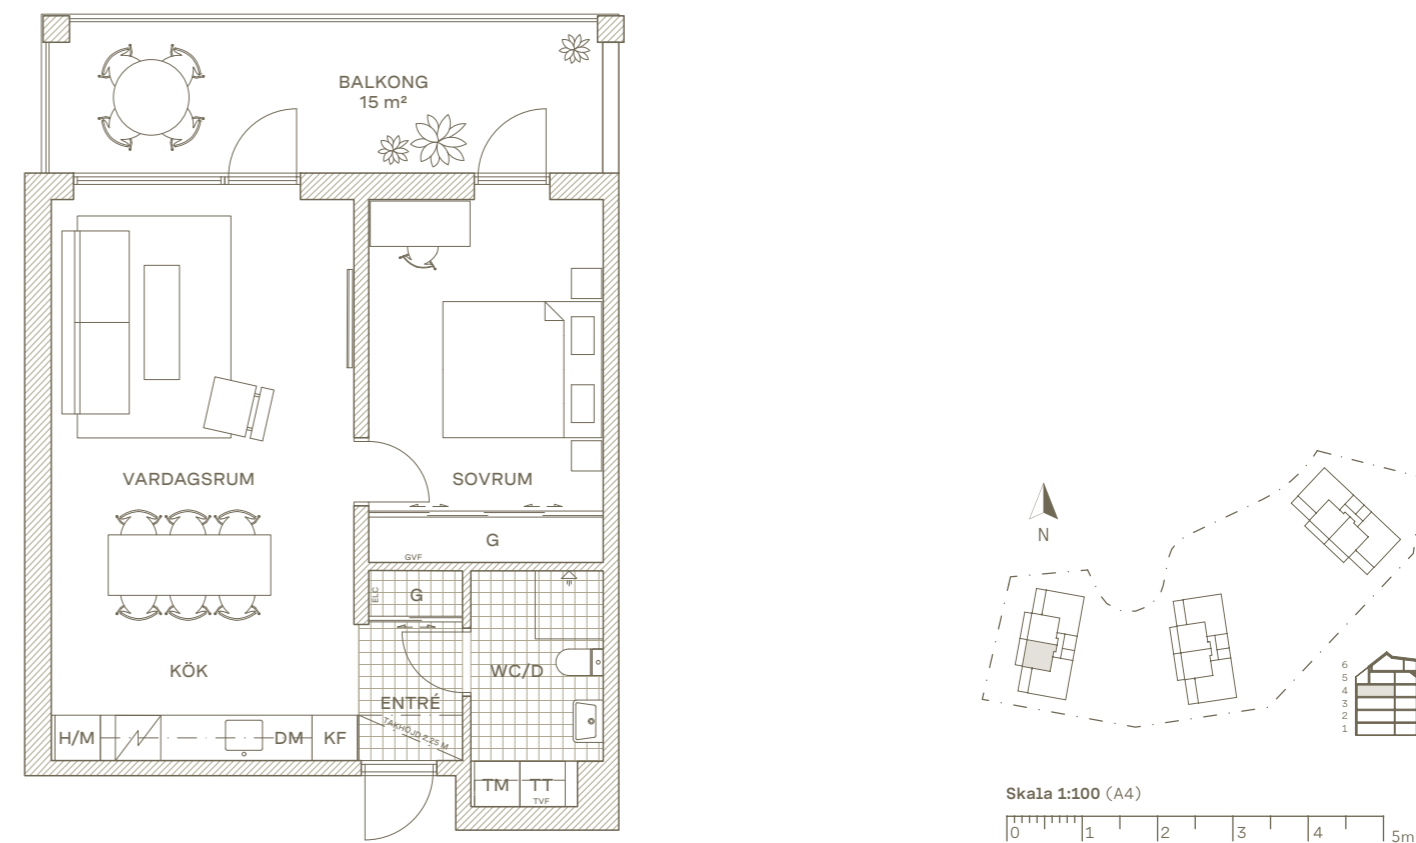 BALKONG
15 m²
VARDAGSRUM
SOVRUM
G
GVF
ELC
G
KÖK
WC/D
ENTRÉ
TAKHÖJD 2.25 M
H/M
DM
KF
TM
TT
TVF
N
6
5
4
3
2
1
Skala 1:100 (A4)
0 1 2 3 4 5m